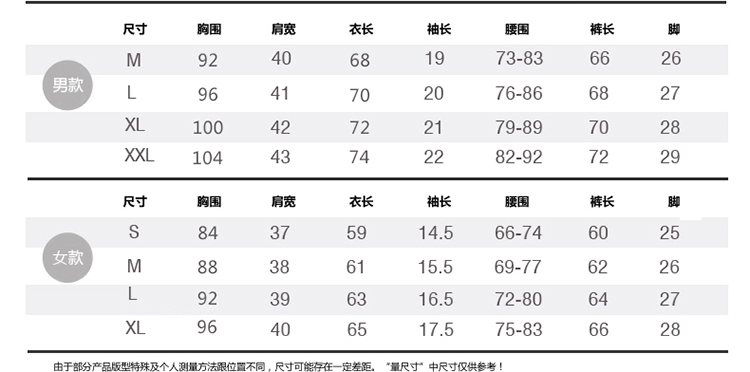 尺寸 胸围 肩宽 衣长 袖长 腰围 裤长 脚
M 92 40 68 19 73-83 66 26
男款
L 96 41 70 20 76-86 68 27
XL 100 42 72 21 79-89 70 28
XXL 104 43 74 22 82-92 72 29
尺寸 胸围 肩宽 衣长 袖长 腰围 裤长 脚
S 84 37 59 14.5 66-74 60 25
女款
M 88 38 61 15.5 69-77 62 26
L 92 39 63 16.5 72-80 64 27
XL 96 40 65 17.5 75-83 66 28
由于部分产品版型特殊及个人测量方法跟位置不同，尺寸可能存在一定差距。“量尺寸”中尺寸仅供参考！